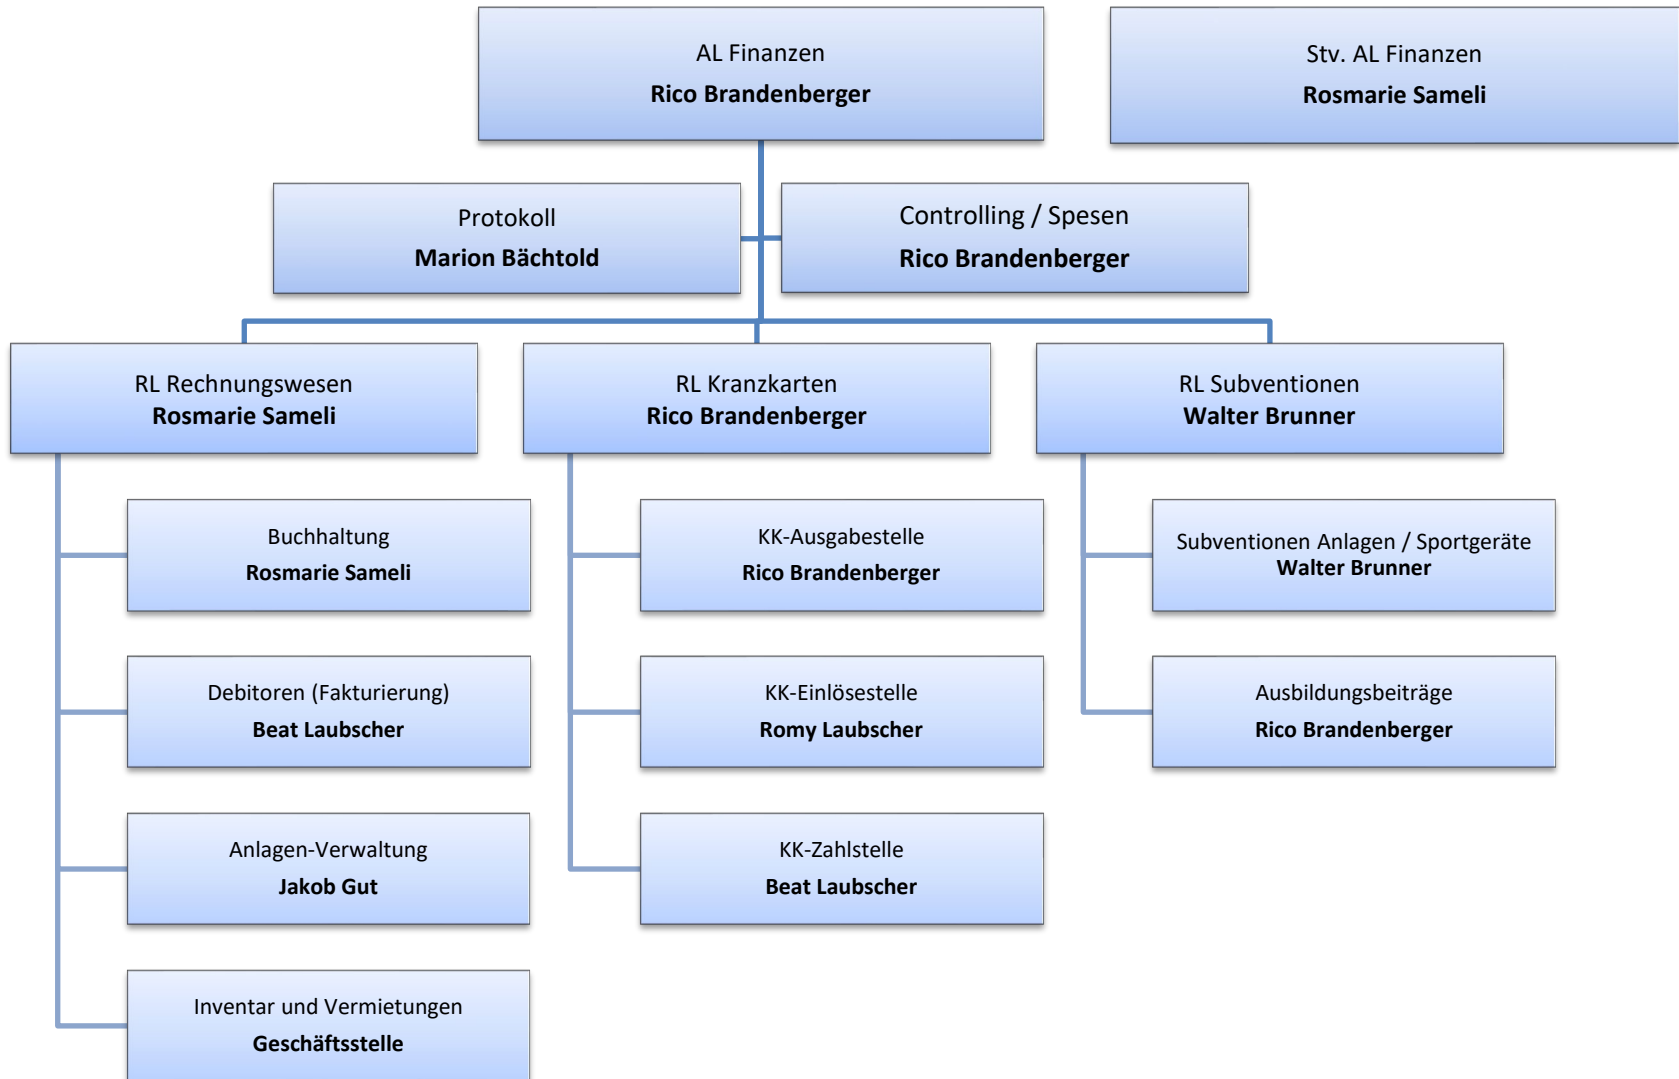 AL Finanzen
Rico Brandenberger
Stv. AL Finanzen
Rosmarie Sameli
Protokoll
Marion Bächtold
Controlling / Spesen
Rico Brandenberger
RL Rechnungswesen
Rosmarie Sameli
RL Kranzkarten
Rico Brandenberger
RL Subventionen
Walter Brunner
Buchhaltung
Rosmarie Sameli
KK-Ausgabestelle
Rico Brandenberger
Subventionen Anlagen / Sportgeräte
Walter Brunner
Debitoren (Fakturierung)
Beat Laubscher
KK-Einlösestelle
Romy Laubscher
Ausbildungsbeiträge
Rico Brandenberger
Anlagen-Verwaltung
Jakob Gut
KK-Zahlstelle
Beat Laubscher
Inventar und Vermietungen
Geschäftsstelle